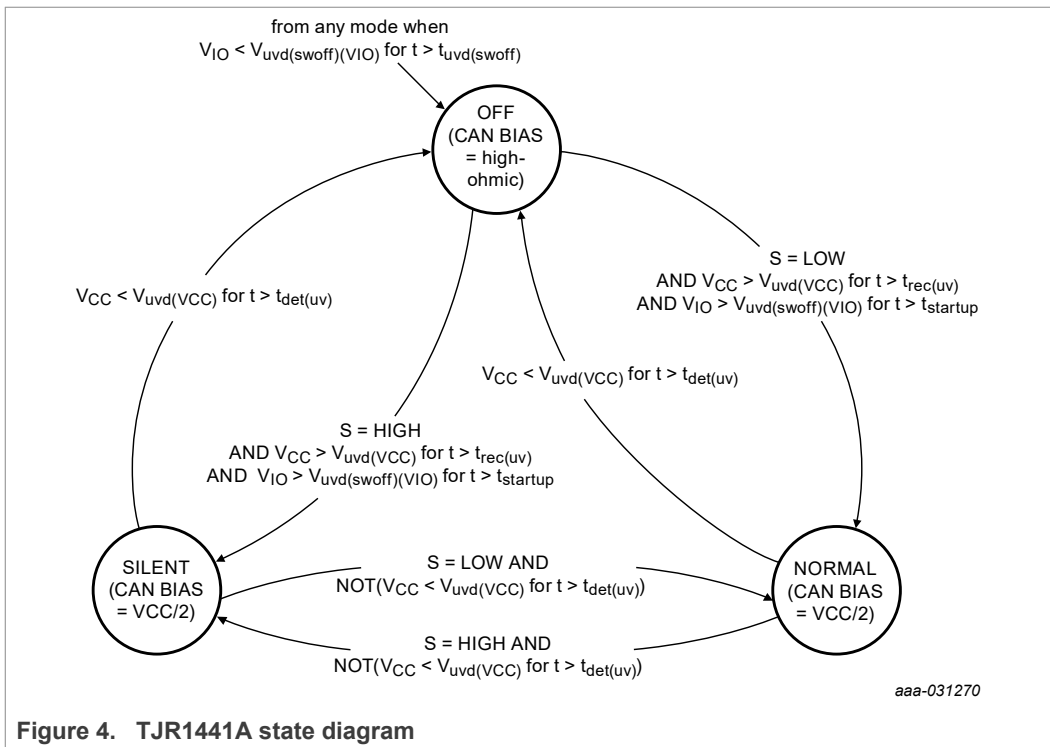 from any mode when
VIO < Vuvd(swoff)(VIO) for t > tuvd(swoff)
OFF
(CAN BIAS
= high-
ohmic)
S = LOW
AND VCC > Vuvd(VCC) for t > trec(uv)
AND VIO > Vuvd(swoff)(VIO) for t > tstartup
VCC < Vuvd(VCC) for t > tdet(uv)
VCC < Vuvd(VCC) for t > tdet(uv)
S = HIGH
AND VCC > Vuvd(VCC) for t > trec(uv)
AND VIO > Vuvd(swoff)(VIO) for t > tstartup
SILENT
(CAN BIAS
= VCC/2)
S = LOW AND
NOT(VCC < Vuvd(VCC) for t > tdet(uv))
NORMAL
(CAN BIAS
= VCC/2)
S = HIGH AND
NOT(VCC < Vuvd(VCC) for t > tdet(uv))
aaa-031270
Figure 4. TJR1441A state diagram